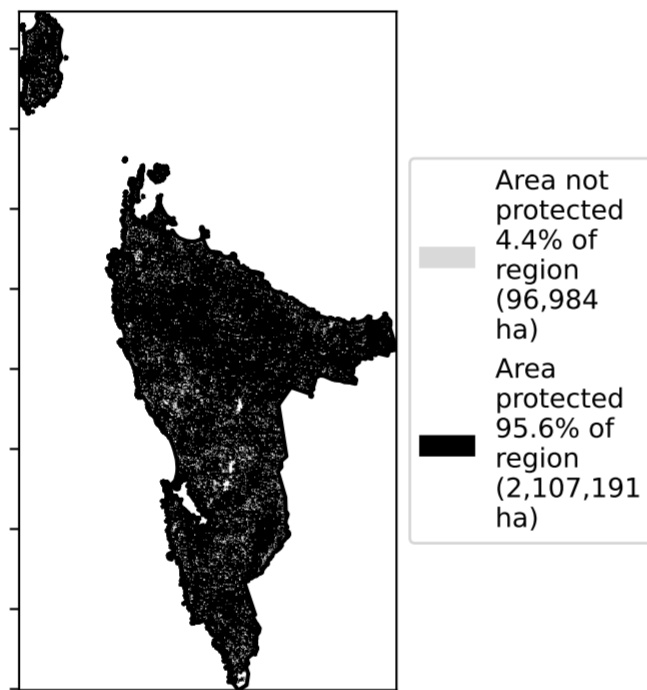 Area not
protected
4.4% of
region
(96,984
ha)
Area
protected
95.6% of
region
(2,107,191
ha)